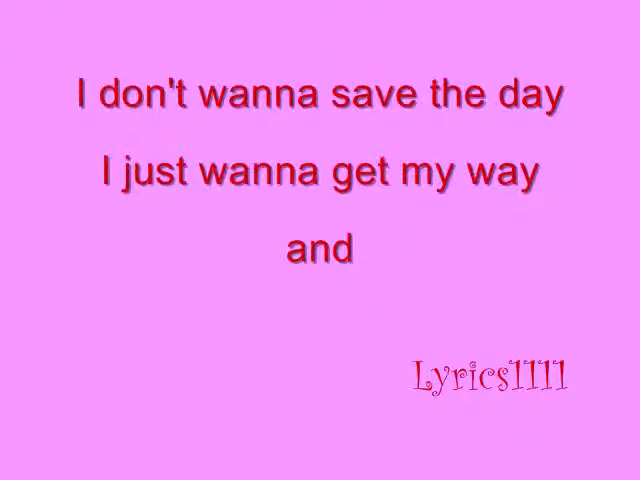 I don't wanna save the day
I just wanna get my way
and
Lyrics1111